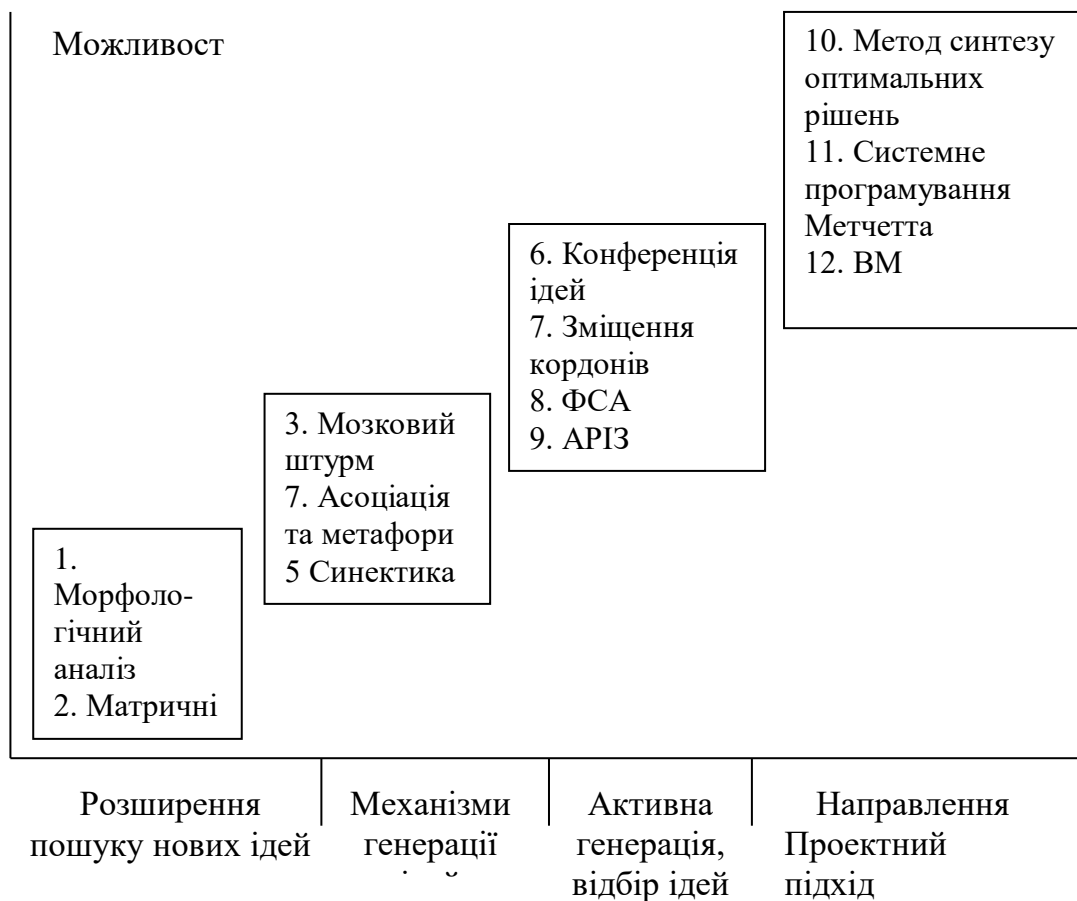 Можливост
10. Метод синтезу
оптимальних
рішень
11. Системне
програмування
Метчетта
12. ВМ
6. Конференція
ідей
7. Зміщення
кордонів
8. ФСА
9. АРІЗ
3. Мозковий
штурм
7. Асоціація
та метафори
5 Синектика
1.
Морфоло-
гічний
аналіз
2. Матричні
Розширення
пошуку нових ідей
Механізми
генерації
Активна
генерація,
відбір ідей
Направлення
Проектний
підхід